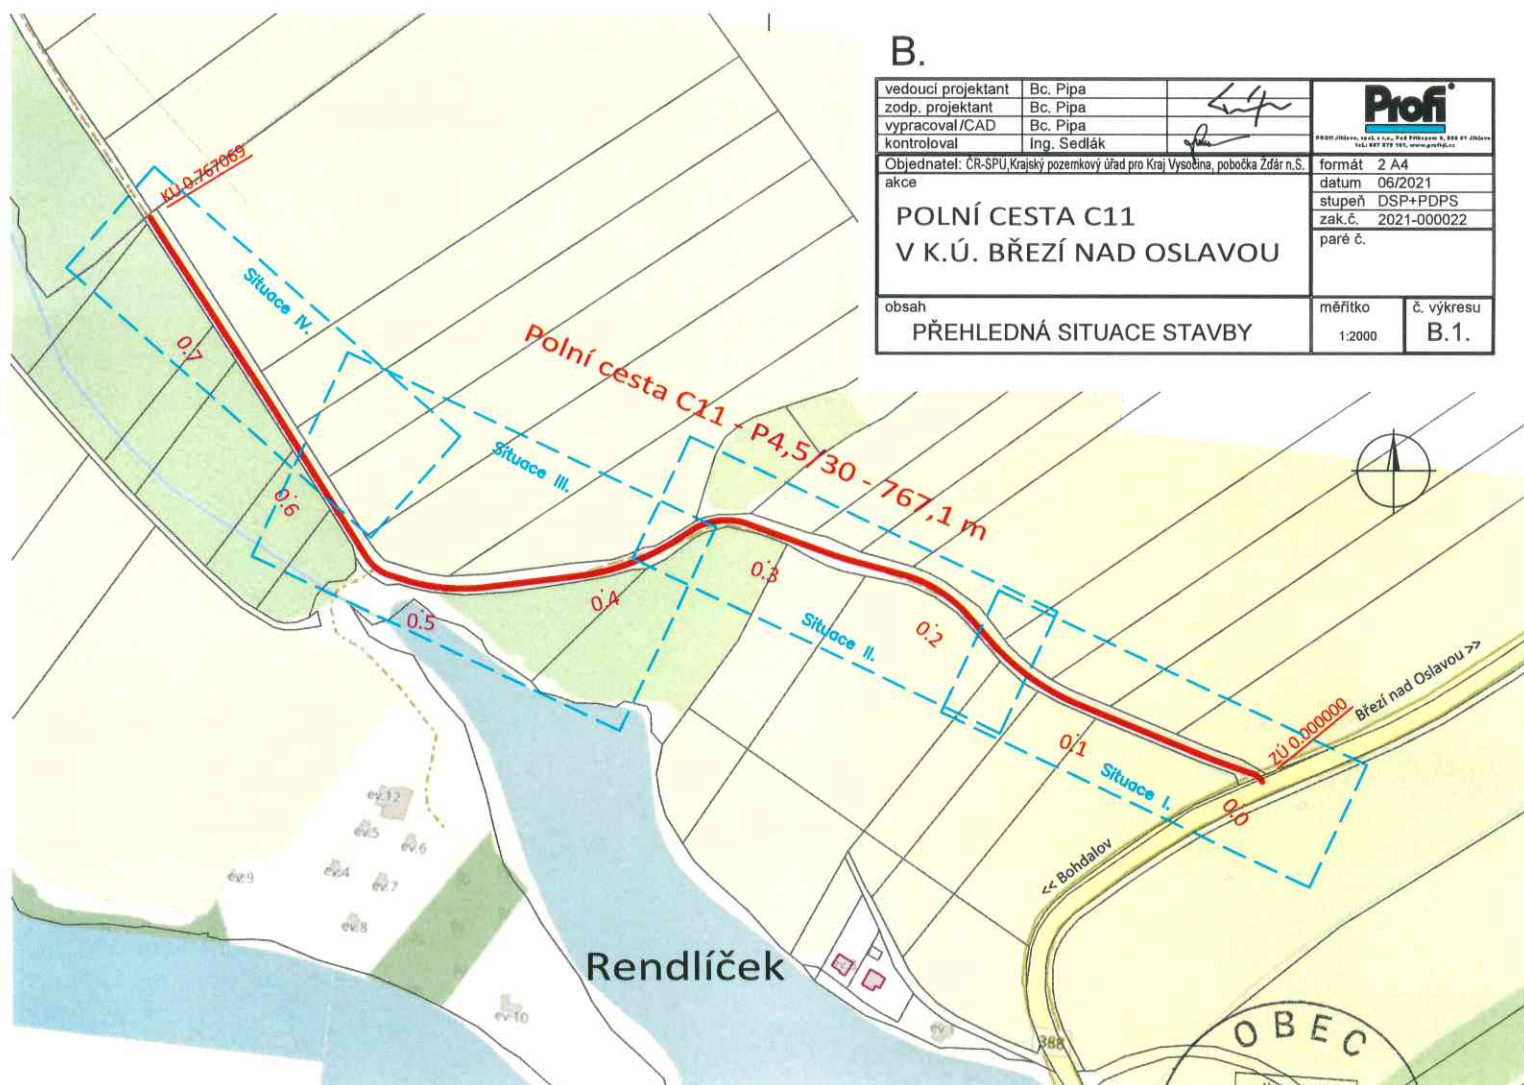 B.
vedoucí projektant Bc. Pipa
zodp. projektant Bc. Pipa
vypracoval/CAD Bc. Pipa
kontroloval Ing. Sedlák
Profi
Objednatel: ČR-SPÚ,Krajský pozemkový úřad pro Kraj Vysočina, pobočka Žďár n.S.
formát 2 A4
datum 06/2021
stupeň DSP+PDPS
zak.č. 2021-000022
paré č.
akce
POLNÍ CESTA C11
V K.Ú. BŘEZÍ NAD OSLAVOU
obsah
PŘEHLEDNÁ SITUACE STAVBY
měřítko
1:2000
č. výkresu
B.1.
KÚ 0.767069
Situace IV.
0.7
Polní cesta C11 - P4,5/30 - 767,1 m
Situace III.
0.6
0.5
0.4
0.3
Situace II.
0.2
0.1
Situace I.
ZÚ 0.000000
Březí nad Oslavou >>
0.0
<< Bohdalov
ev.12
ev.5
ev.6
ev.9
ev.4
ev.7
ev.8
ev.10
Rendlíček
ev.1
388
OBEC